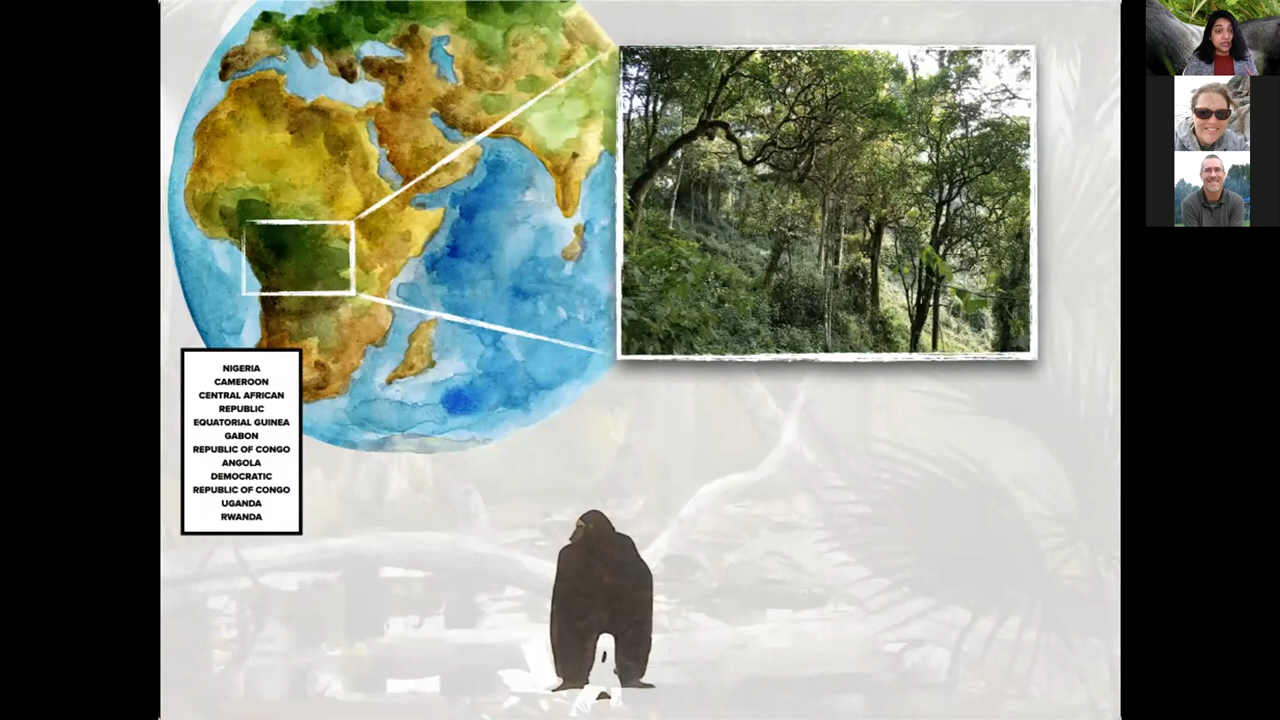 NIGERIA
CAMEROON
CENTRAL AFRICAN
REPUBLIC
EQUATORIAL GUINEA
GABON
REPUBLIC OF CONGO
ANGOLA
DEMOCRATIC
REPUBLIC OF CONGO
UGANDA
RWANDA